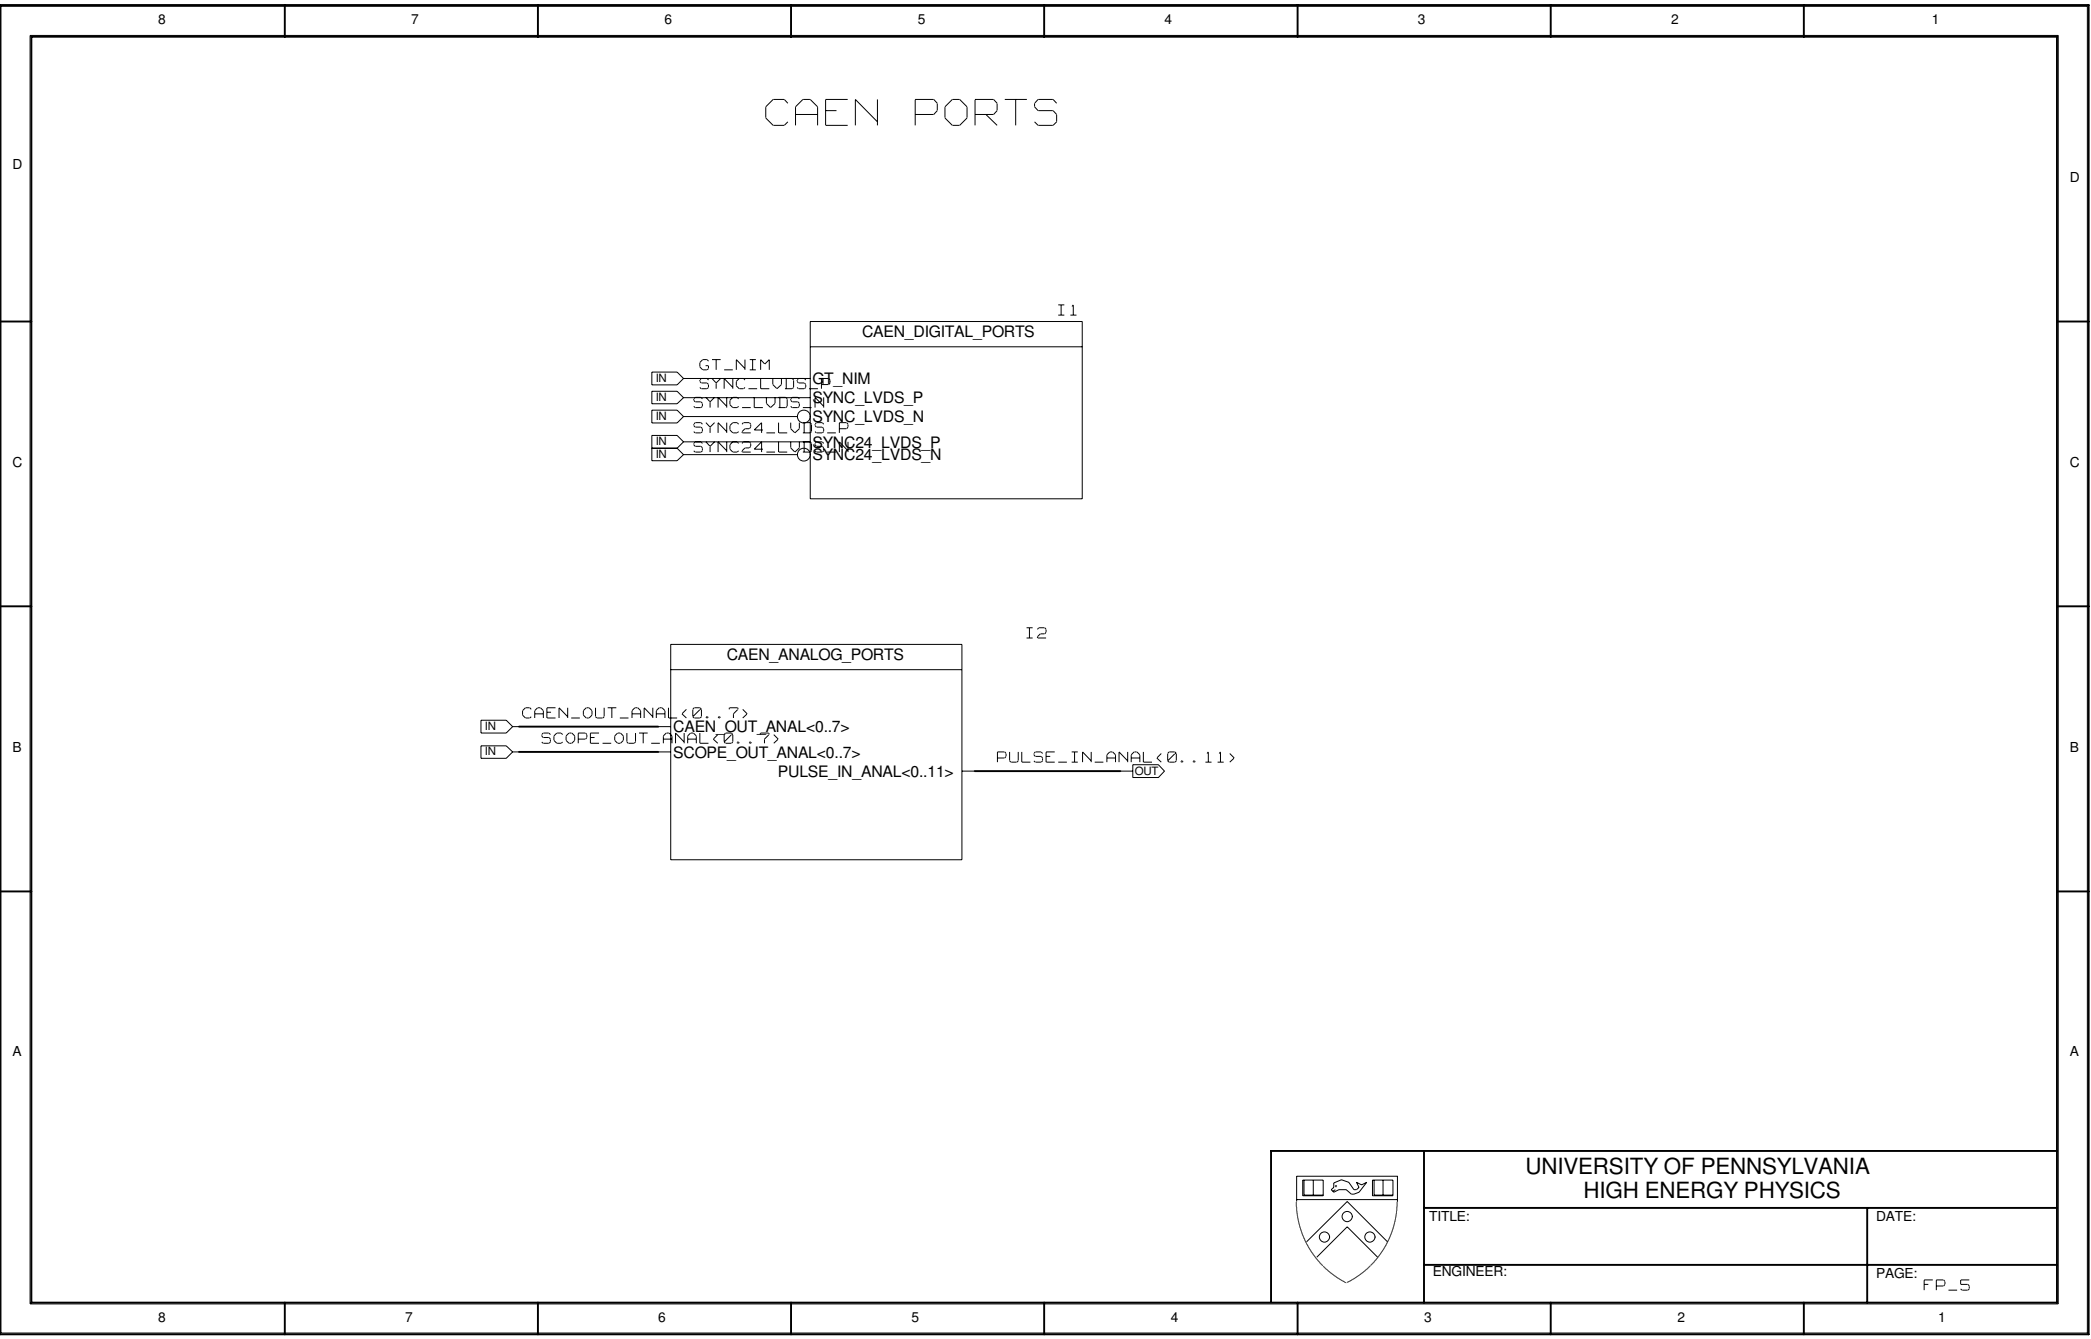 8 7 6 5 4 3 2 1
CAEN PORTS
D D
I1
CAEN_DIGITAL_PORTS
GT_NIM
IN GT_NIM
SYNC_LVDS_P
IN SYNC_LVDS_P
SYNC_LVDS_N
IN SYNC_LVDS_N
SYNC24_LVDS_P
IN SYNC24_LVDS_P
SYNC24_LVDS_N
IN SYNC24_LVDS_N
C C
I2
CAEN_ANALOG_PORTS
CAEN_OUT_ANAL<0..7>
IN CAEN_OUT_ANAL<0..7>
SCOPE_OUT_ANAL<0..7>
IN SCOPE_OUT_ANAL<0..7>
B B
PULSE_IN_ANAL<0..11>
PULSE_IN_ANAL<0..11> OUT
A A
UNIVERSITY OF PENNSYLVANIA
HIGH ENERGY PHYSICS
TITLE: DATE:
ENGINEER: PAGE: FP_5
8 7 6 5 4 3 2 1